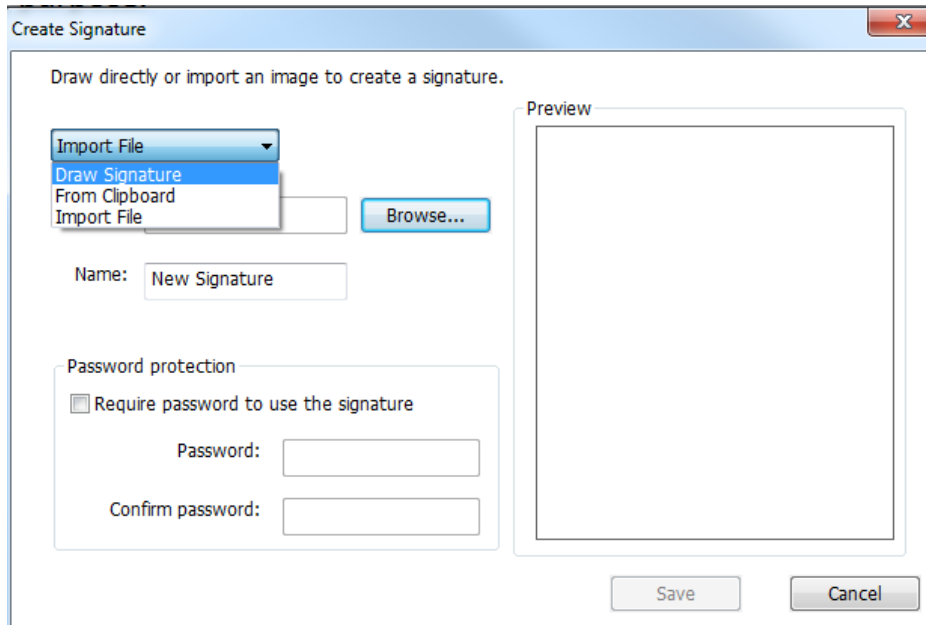 Create Signature
Draw directly or import an image to create a signature.
Import File
Draw Signature
From Clipboard
Import File
Browse...
Name:
New Signature
Password protection
Require password to use the signature
Password:
Confirm password:
Preview
Save
Cancel